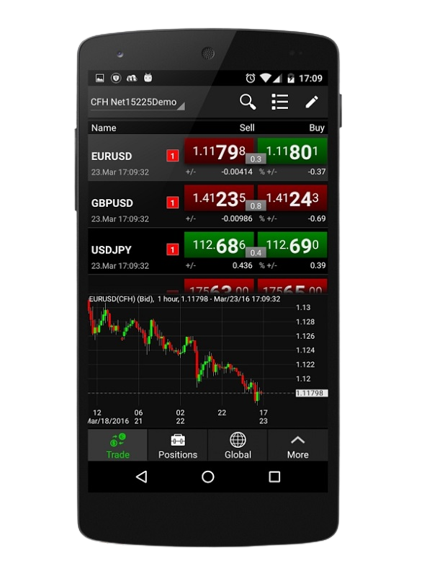 17:09
CFH Net15225Demo
Name Sell Buy
EURUSD 1 1.11798 0.3 1.11801
23.Mar 17:09:32 +/- -0.00414 % +/- -0.37
GBPUSD 1 1.41235 0.8 1.41243
23.Mar 17:09:32 +/- -0.00986 % +/- -0.69
USDJPY 1 112.686 0.4 112.690
23.Mar 17:09:32 +/- 0.436 % +/- 0.39
EURUSD(CFH) (Bid), 1 hour, 1.11798 - Mar/23/16 17:09:32
1.13
1.128
1.126
1.124
1.122
1.12
1.11798
12 06 02 22 17
Mar/18/2016 21 22 23
Trade Positions Global More